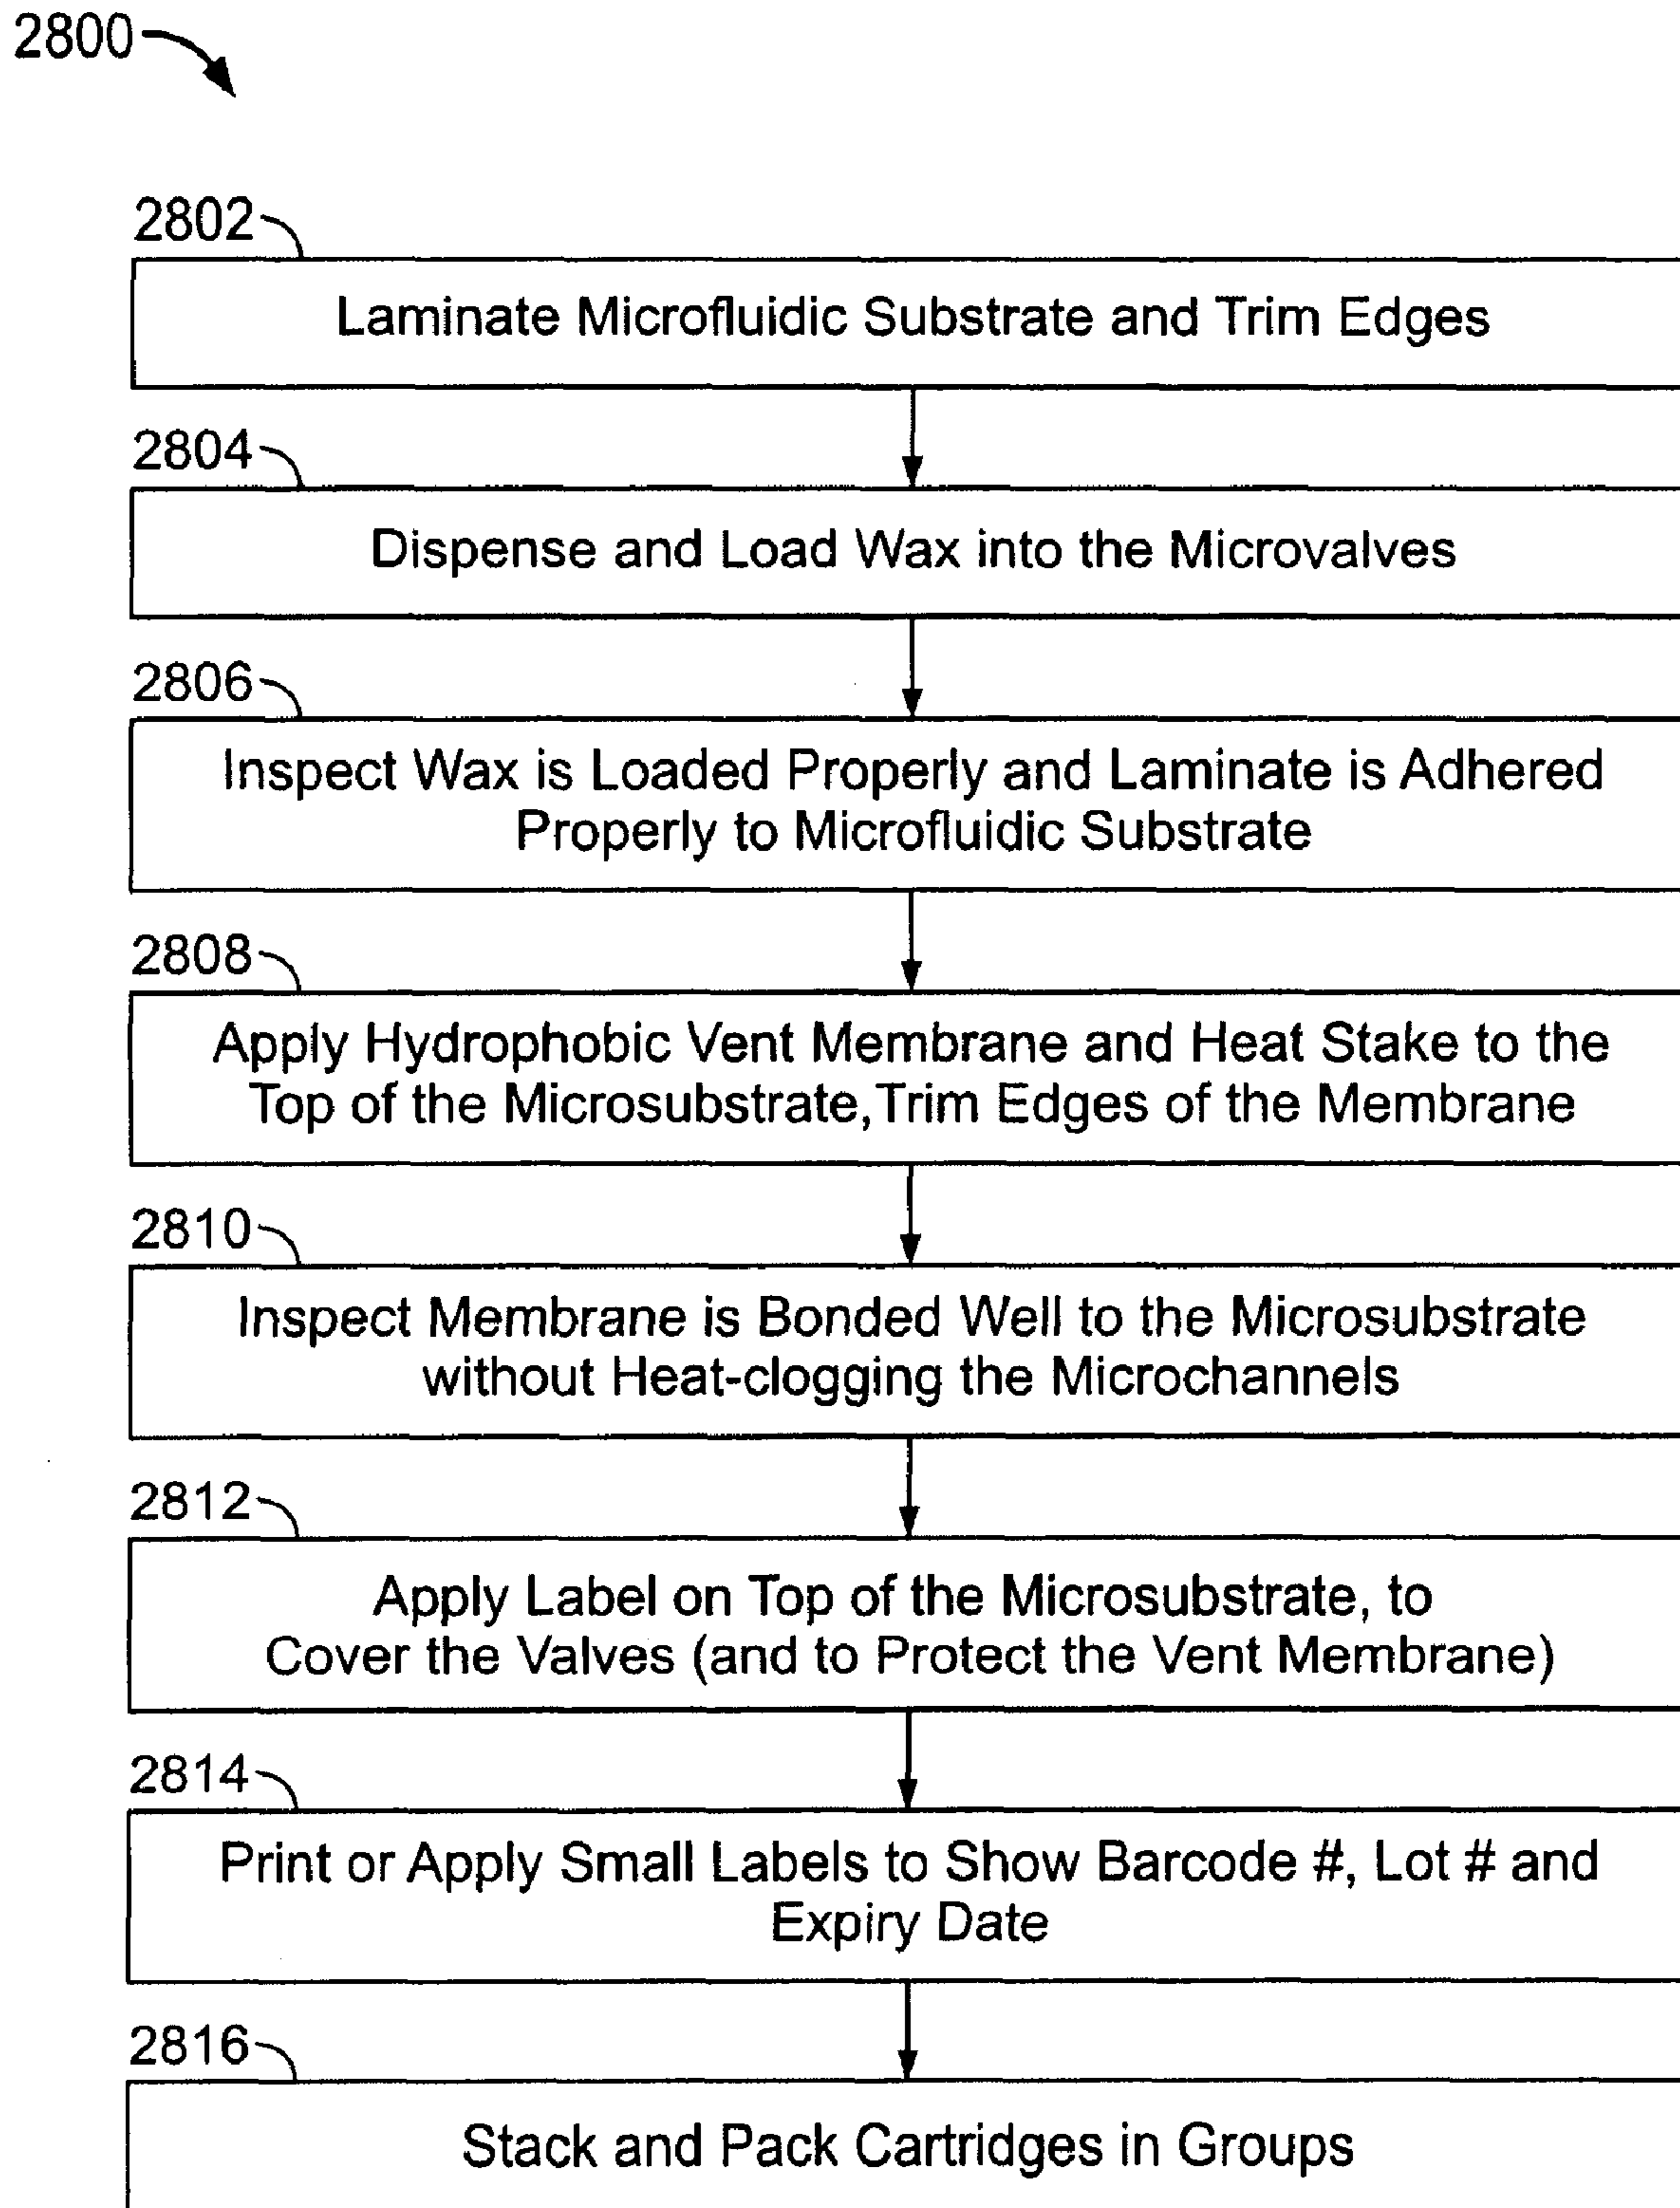 2800
2802
Laminate Microfluidic Substrate and Trim Edges
2804
Dispense and Load Wax into the Microvalves
2806
Inspect Wax is Loaded Properly and Laminate is Adhered
Properly to Microfluidic Substrate
2808
Apply Hydrophobic Vent Membrane and Heat Stake to the
Top of the Microsubstrate, Trim Edges of the Membrane
2810
Inspect Membrane is Bonded Well to the Microsubstrate
without Heat-clogging the Microchannels
2812
Apply Label on Top of the Microsubstrate, to
Cover the Valves (and to Protect the Vent Membrane)
2814
Print or Apply Small Labels to Show Barcode #, Lot # and
Expiry Date
2816
Stack and Pack Cartridges in Groups